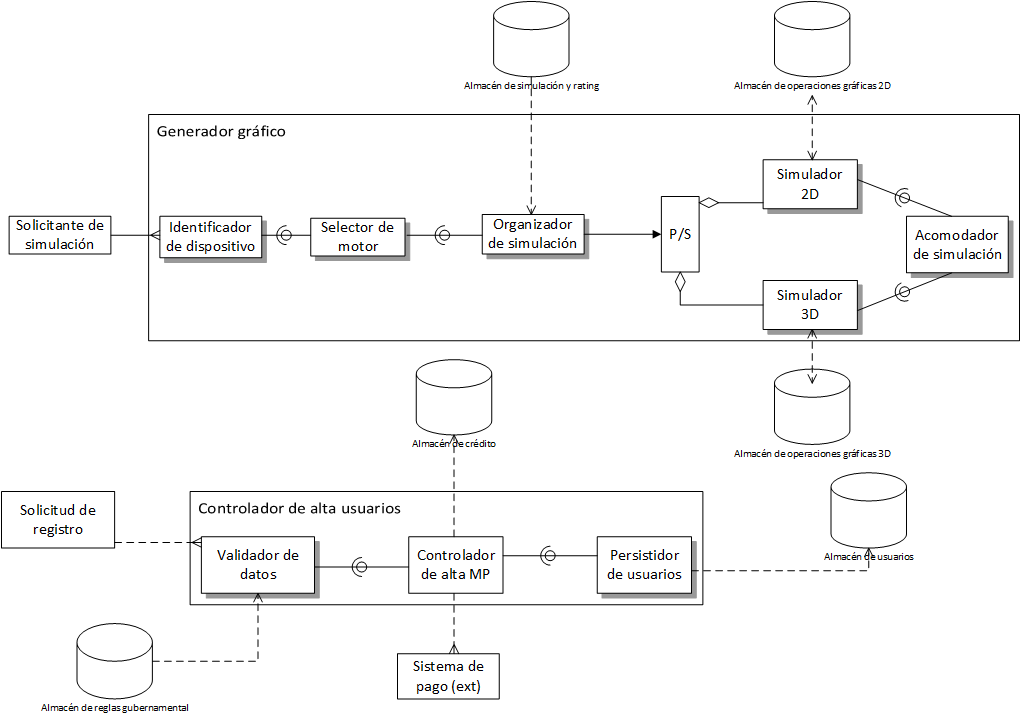 Almacén de simulación y rating
Almacén de operaciones gráficas 2D
Generador gráfico
Solicitante de
simulación
Identificador
de dispositivo
Selector de
motor
Organizador
de simulación
P/S
Simulador
2D
Acomodador
de simulación
Simulador
3D
Almacén de crédito
Almacén de operaciones gráficas 3D
Solicitud de
registro
Controlador de alta usuarios
Validador de
datos
Controlador
de alta MP
Persistidor
de usuarios
Almacén de usuarios
Sistema de
pago (ext)
Almacén de reglas gubernamental